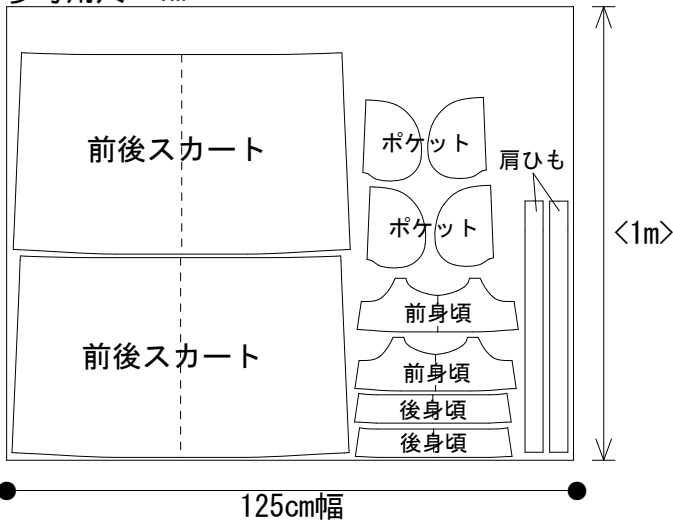 前後スカート
ポケット
肩ひも
ポケット
<1m>
前身頃
前後スカート
前身頃
後身頃
後身頃
125cm幅